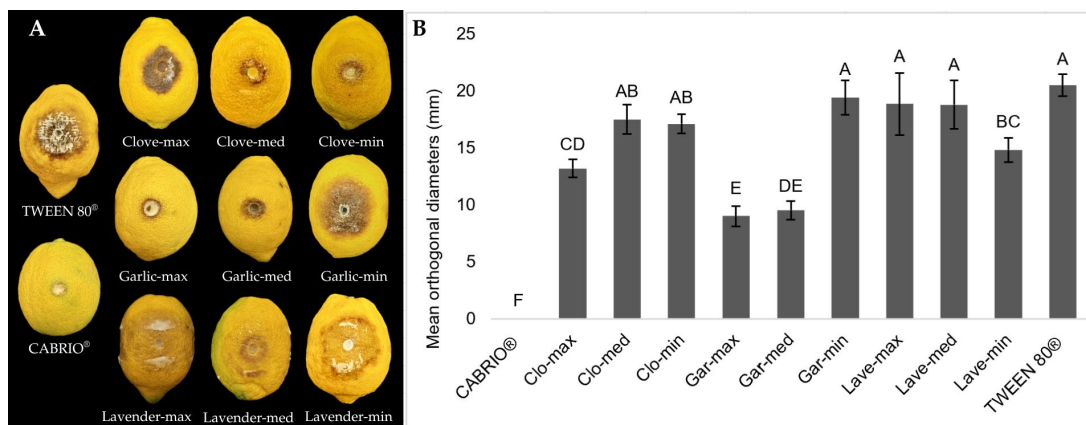 A
Clove-max Clove-med Clove-min
TWEEN 80®
Garlic-max Garlic-med Garlic-min
CABRIO®
Lavender-max Lavender-med Lavender-min
B
Mean orthogonal diameters (mm)
25
20
15
10
5
0
F CD AB AB E DE A A A BC A
CABRIO® Clo-max Clo-med Clo-min Gar-max Gar-med Gar-min Lave-max Lave-med Lave-min TWEEN 80®